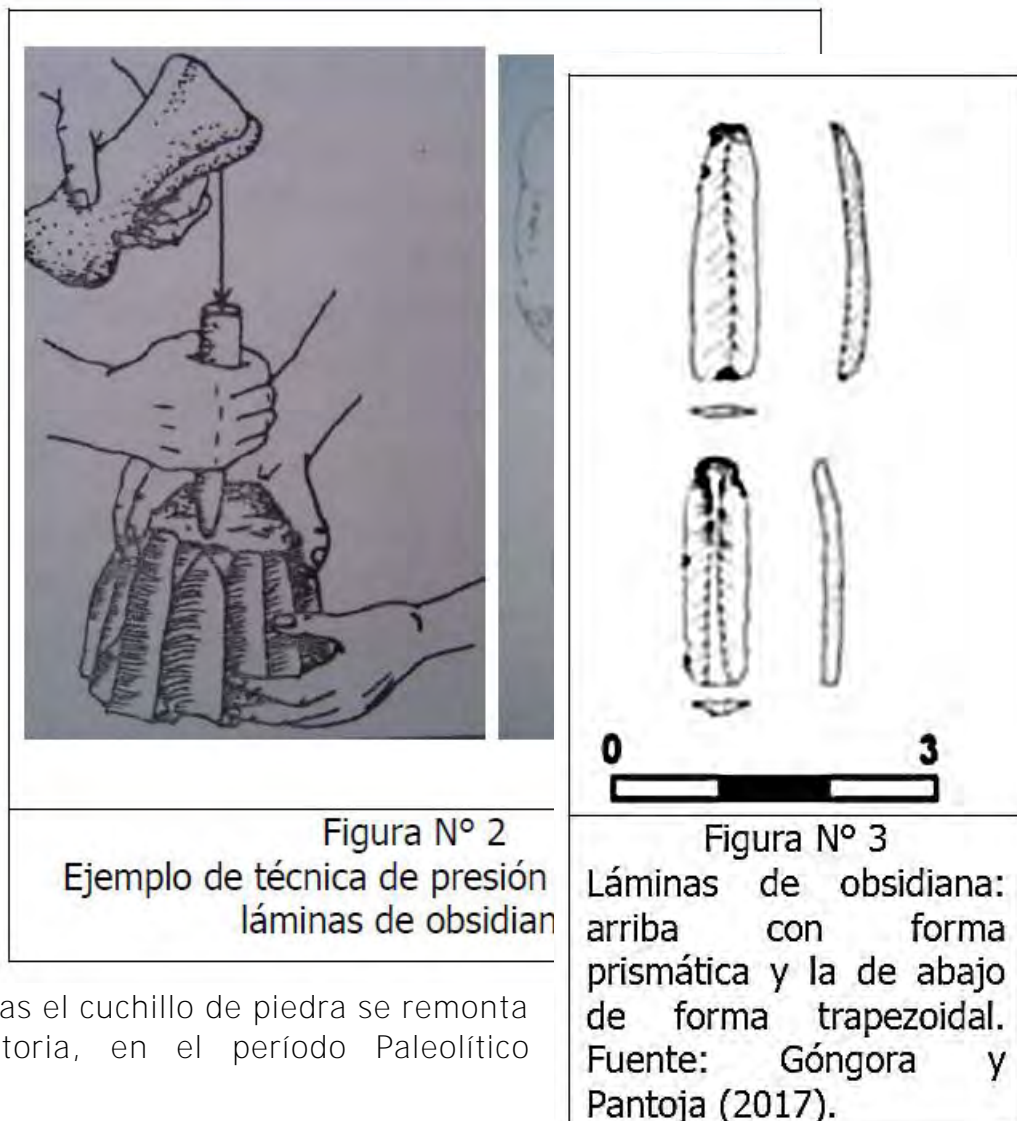 Figura N° 2
Ejemplo de técnica de presión
láminas de
as el cuchillo de piedra se remonta
toria, en el período Paleolítico
0 3
Figura N° 3
Láminas de obsidiana:
arriba con forma
prismática y la de abajo
de forma trapezoidal.
Fuente: Góngora y
Pantoja (2017).